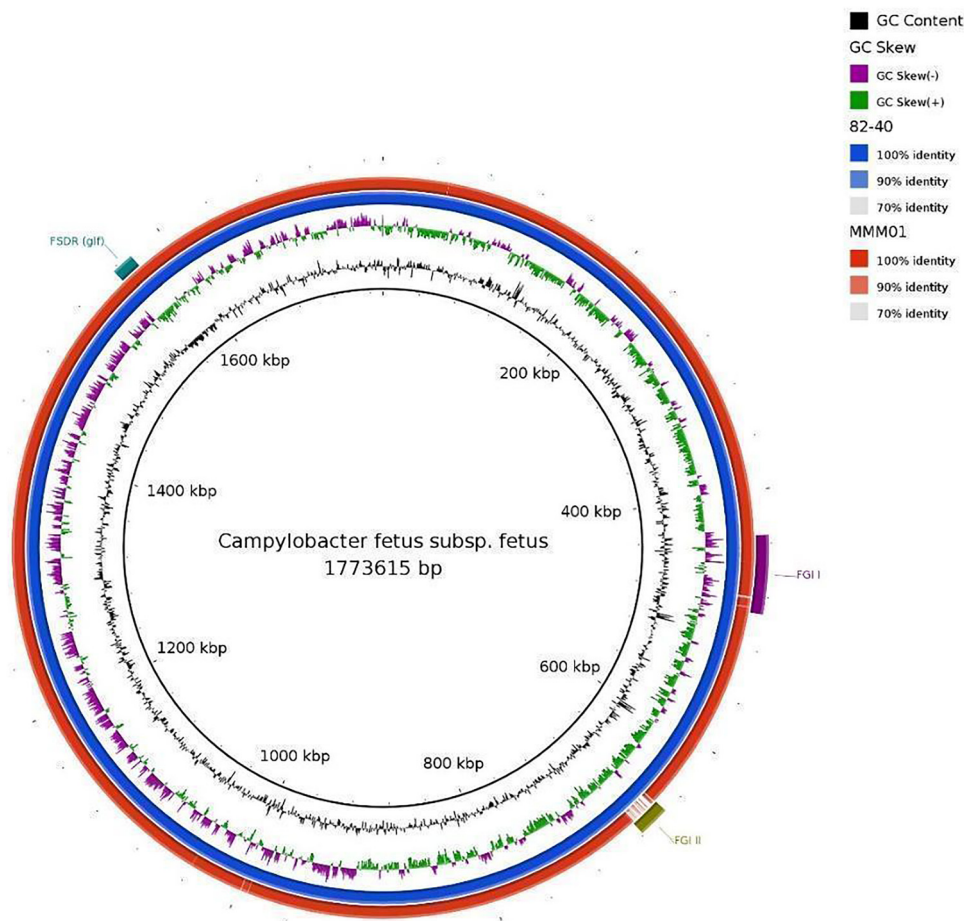 GC Content
GC Skew
GC Skew(-)
GC Skew(+)
82-40
100% identity
90% identity
70% identity
MMM01
100% identity
90% identity
70% identity
FSDR (glf)
1600 kbp
200 kbp
1400 kbp
400 kbp
Campylobacter fetus subsp. fetus
1773615 bp
FGI I
1200 kbp
600 kbp
1000 kbp
800 kbp
FGI II